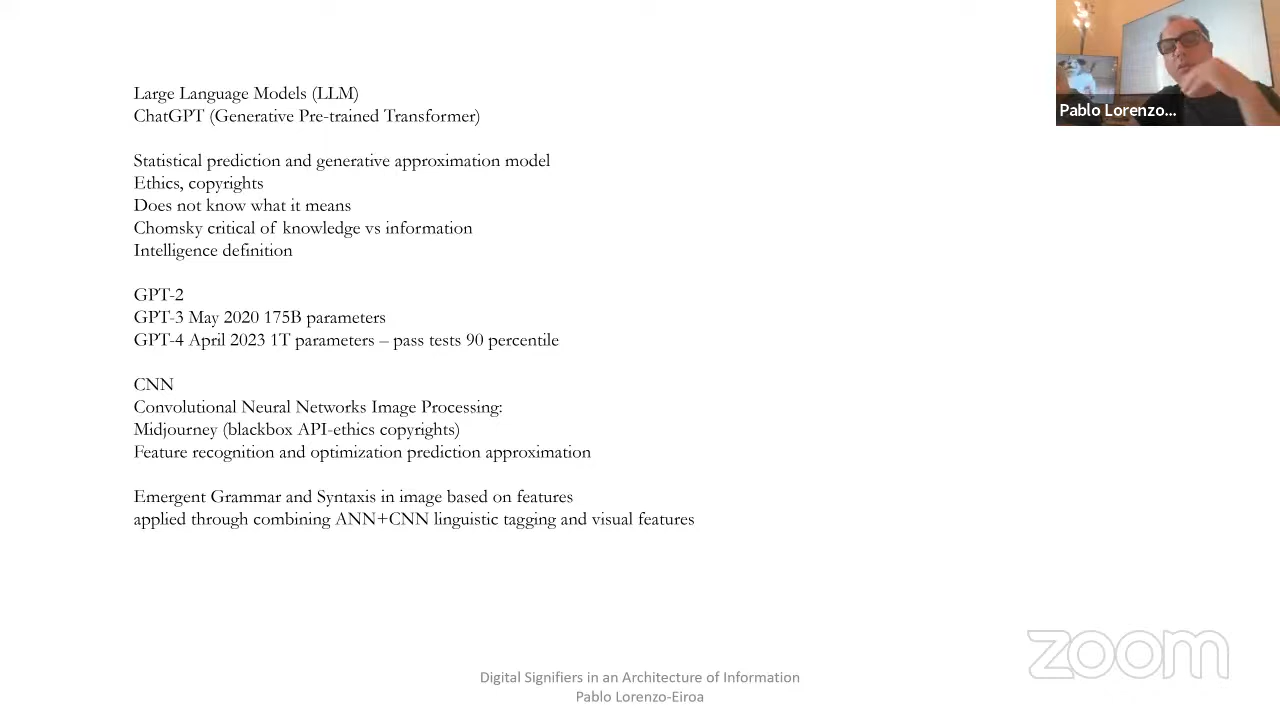 Large Language Models (LLM)
ChatGPT (Generative Pre-trained Transformer)
Statistical prediction and generative approximation model
Ethics, copyrights
Does not know what it means
Chomsky critical of knowledge vs information
Intelligence definition
GPT-2
GPT-3 May 2020 175B parameters
GPT-4 April 2023 1T parameters – pass tests 90 percentile
CNN
Convolutional Neural Networks Image Processing:
Midjourney (blackbox API-ethics copyrights)
Feature recognition and optimization prediction approximation
Emergent Grammar and Syntaxis in image based on features
applied through combining ANN+CNN linguistic tagging and visual features
Pablo Lorenzo...
zoom
Digital Signifiers in an Architecture of Information
Pablo Lorenzo-Eiroa